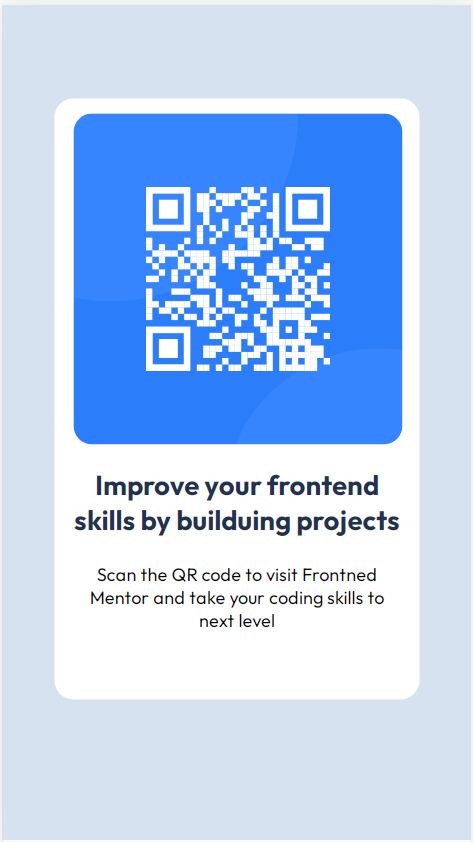 Improve your frontend
skills by builduing projects
Scan the QR code to visit Frontned
Mentor and take your coding skills to
next level